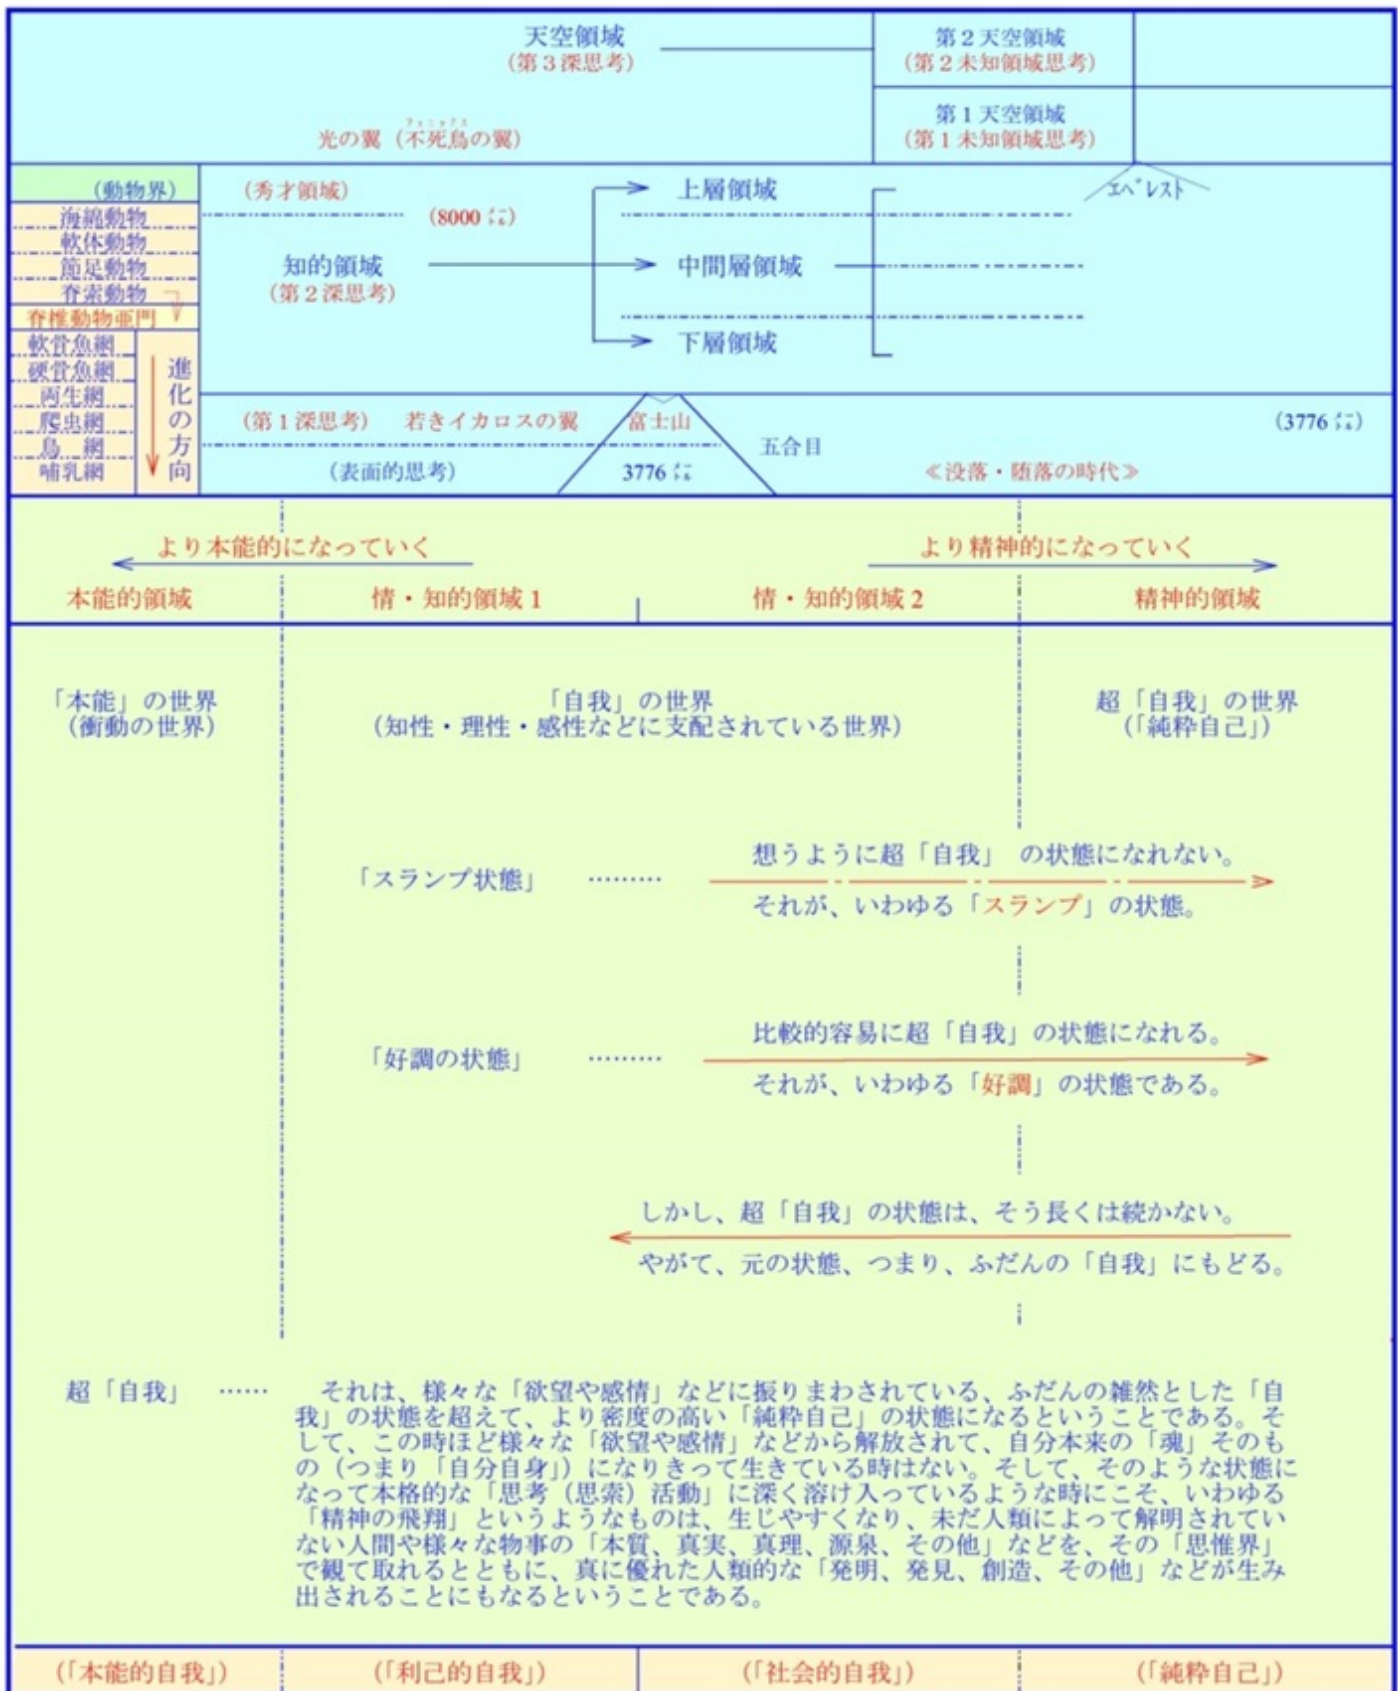 天空領域
(第3深思考)
第2天空領域
(第2未知領域思考)
第1天空領域
(第1未知領域思考)
フェニックス
光の翼(不死鳥の翼)
(動物界)
海綿動物
軟体動物
節足動物
脊索動物
脊椎動物亜門
軟骨魚網
硬骨魚網
両生網
爬虫網
鳥 網
哺乳網
進化の方向
(秀才領域)
(8000㍍)
知的領域
(第2深思考)
上層領域
中間層領域
下層領域
エベレスト
(第1深思考) 若きイカロスの翼 富士山
(3776㍍)
五合目
(表面的思考)
3776㍍
≪没落・堕落の時代≫
より本能的になっていく
より精神的になっていく
本能的領域
情・知的領域1
情・知的領域2
精神的領域
「本能」の世界
(衝動の世界)
「自我」の世界
(知性・理性・感性などに支配されている世界)
超「自我」の世界
(「純粋自己」)
「スランプ状態」 ………
想うように超「自我」 の状態になれない。
それが、いわゆる「スランプ」の状態。
「好調の状態」 ………
比較的容易に超「自我」の状態になれる。
それが、いわゆる「好調」の状態である。
しかし、超「自我」の状態は、そう長くは続かない。
やがて、元の状態、つまり、ふだんの「自我」にもどる。
超「自我」 …… それは、様々な「欲望や感情」などに振りまわされている、ふだんの雑然とした「自
我」の状態を超えて、より密度の高い「純粋自己」の状態になるということである。そ
して、この時ほど様々な「欲望や感情」などから解放されて、自分本来の「魂」そのも
の(つまり「自分自身」)になりきって生きている時はない。そして、そのような状態に
なって本格的な「思考(思索)活動」に深く溶け入っているような時にこそ、いわゆる
「精神の飛翔」というようなものは、生じやすくなり、未だ人類によって解明されてい
ない人間や様々な物事の「本質、真実、真理、源泉、その他」などを、その「思惟界」
で観て取れるとともに、真に優れた人類的な「発明、発見、創造、その他」などが生み
出されることにもなるということである。
(「本能的自我」)
(「利己的自我」)
(「社会的自我」)
(「純粋自己」)